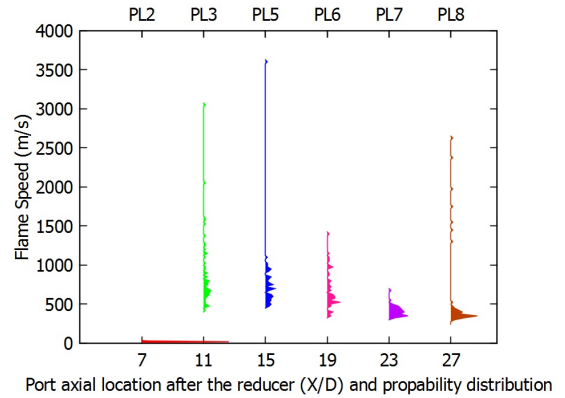 PL2 PL3 PL5 PL6 PL7 PL8
4000
3500
3000
2500
2000
1500
1000
500
0
Flame Speed (m/s)
7 11 15 19 23 27
Port axial location after the reducer (X/D) and propability distribution